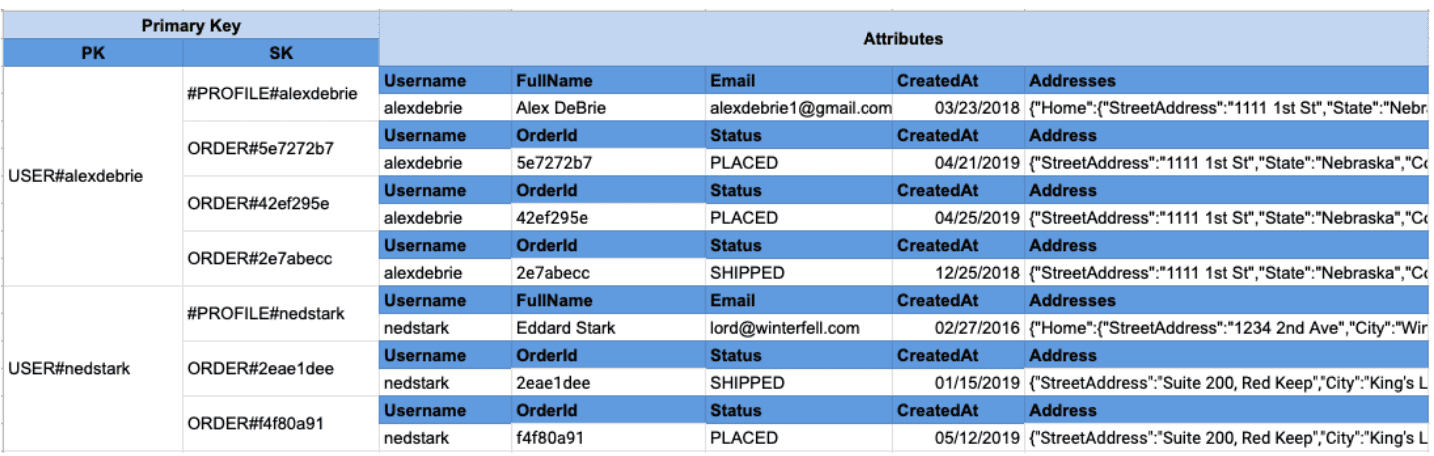 Primary Key
Attributes
PK SK
Username FullName Email CreatedAt Addresses
#PROFILE#alexdebrie
alexdebrie Alex DeBrie alexdebrie1@gmail.com 03/23/2018 {"Home":{"StreetAddress":"1111 1st St","State":"Nebr
Username OrderId Status CreatedAt Address
ORDER#5e7272b7
alexdebrie 5e7272b7 PLACED 04/21/2019 {"StreetAddress":"1111 1st St","State":"Nebraska","Co
USER#alexdebrie
Username OrderId Status CreatedAt Address
ORDER#42ef295e
alexdebrie 42ef295e PLACED 04/25/2019 {"StreetAddress":"1111 1st St","State":"Nebraska","Co
Username OrderId Status CreatedAt Address
ORDER#2e7abecc
alexdebrie 2e7abecc SHIPPED 12/25/2018 {"StreetAddress":"1111 1st St","State":"Nebraska","Co
Username FullName Email CreatedAt Addresses
#PROFILE#nedstark
nedstark Eddard Stark lord@winterfell.com 02/27/2016 {"Home":{"StreetAddress":"1234 2nd Ave","City":"Win
Username OrderId Status CreatedAt Address
USER#nedstark ORDER#2eae1dee
nedstark 2eae1dee SHIPPED 01/15/2019 {"StreetAddress":"Suite 200, Red Keep","City":"King's L
Username OrderId Status CreatedAt Address
ORDER#f4f80a91
nedstark f4f80a91 PLACED 05/12/2019 {"StreetAddress":"Suite 200, Red Keep","City":"King's L